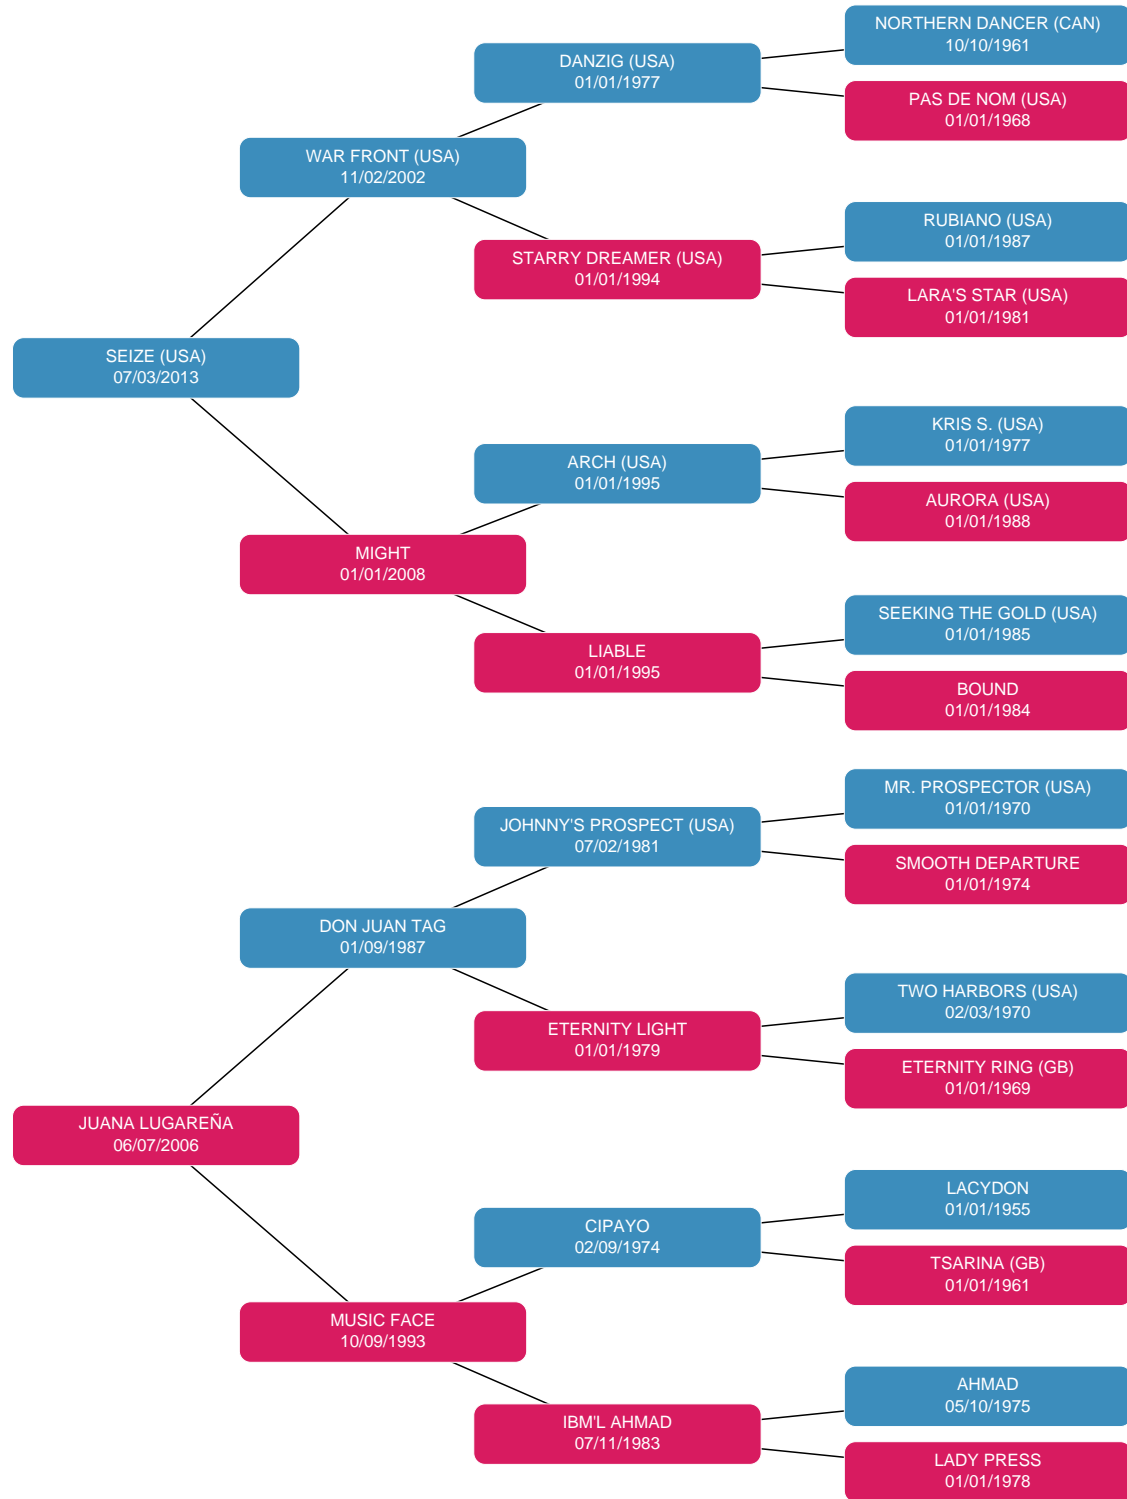 NORTHERN DANCER (CAN)
10/10/1961
DANZIG (USA)
01/01/1977
PAS DE NOM (USA)
01/01/1968
WAR FRONT (USA)
11/02/2002
RUBIANO (USA)
01/01/1987
STARRY DREAMER (USA)
01/01/1994
LARA'S STAR (USA)
01/01/1981
SEIZE (USA)
07/03/2013
KRIS S. (USA)
01/01/1977
ARCH (USA)
01/01/1995
AURORA (USA)
01/01/1988
MIGHT
01/01/2008
SEEKING THE GOLD (USA)
01/01/1985
LIABLE
01/01/1995
BOUND
01/01/1984
MR. PROSPECTOR (USA)
01/01/1970
JOHNNY'S PROSPECT (USA)
07/02/1981
SMOOTH DEPARTURE
01/01/1974
DON JUAN TAG
01/09/1987
TWO HARBORS (USA)
02/03/1970
ETERNITY LIGHT
01/01/1979
ETERNITY RING (GB)
01/01/1969
JUANA LUGAREÑA
06/07/2006
LACYDON
01/01/1955
CIPAYO
02/09/1974
TSARINA (GB)
01/01/1961
MUSIC FACE
10/09/1993
AHMAD
05/10/1975
IBM'L AHMAD
07/11/1983
LADY PRESS
01/01/1978